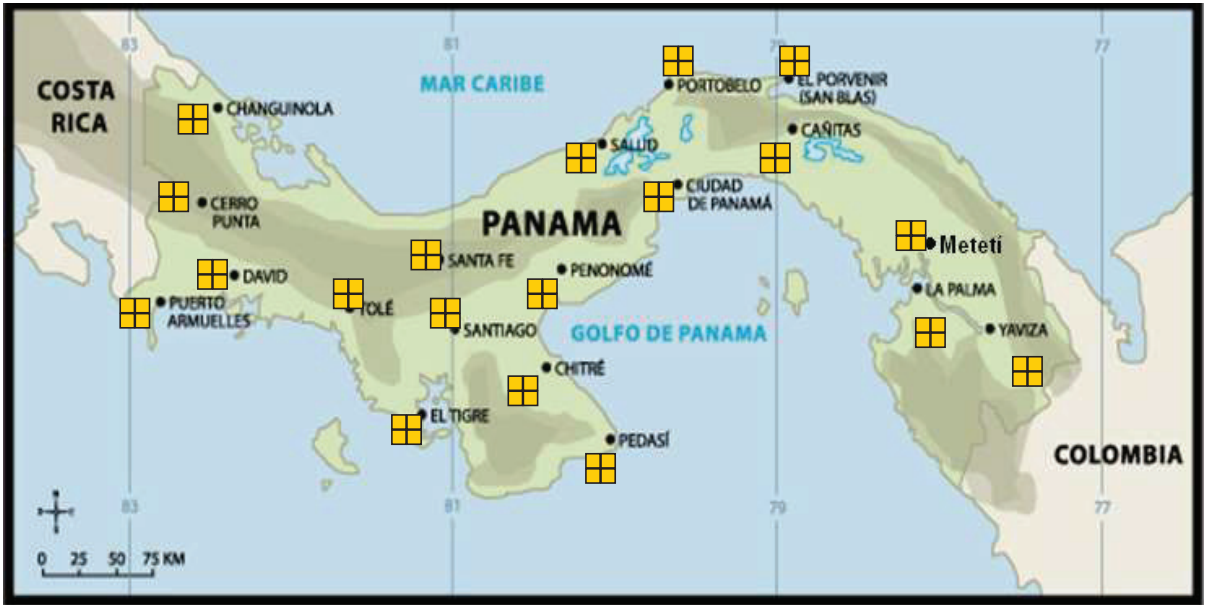 83
81
79
77
COSTA
RICA
MAR CARIBE
PORTOBELO
EL PORVENIR
(SAN BLAS)
CHANGUINOLA
CAÑITAS
SALUD
CIUDAD
DE PANAMÁ
CERRO
PUNTA
PANAMA
Metetí
SANTA FE
PENONOMÉ
DAVID
LA PALMA
PUERTO
ARMUELLES
TOLÉ
SANTIAGO
GOLFO DE PANAMA
YAVIZA
CHITRÉ
EL TIGRE
PEDASÍ
COLOMBIA
83
81
79
77
0 25 50 75 KM